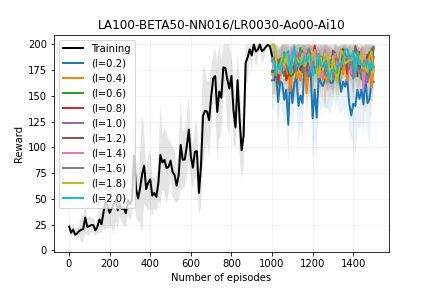 LA100-BETA50-NN016/LR0030-Ao00-Ai10
Reward
200
175
150
125
100
75
50
25
0
Training
(l=0.2)
(l=0.4)
(l=0.6)
(l=0.8)
(l=1.0)
(l=1.2)
(l=1.4)
(l=1.6)
(l=1.8)
(l=2.0)
0 200 400 600 800 1000 1200 1400
Number of episodes